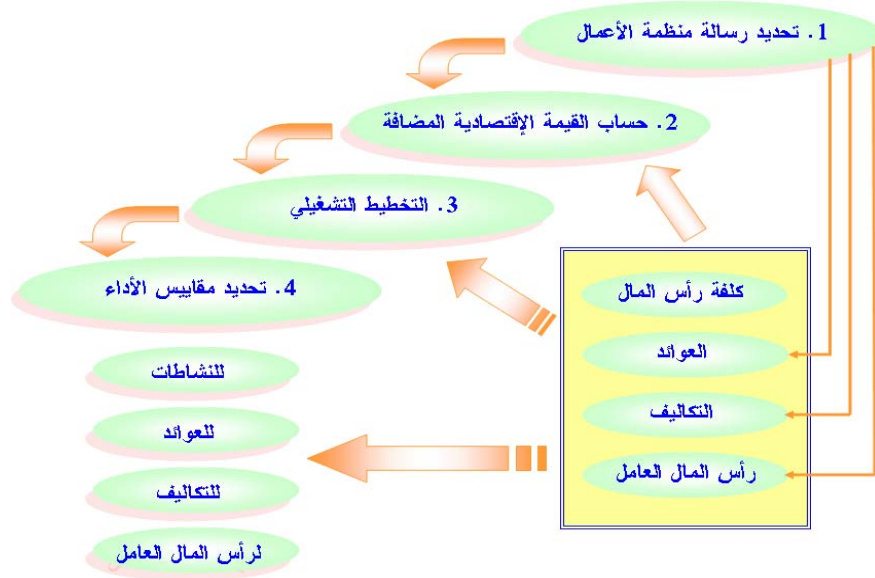 1. تحديد رسالة منظمة الأعمال
2. حساب القيمة الإقتصادية المضافة
3. التخطيط التشغيلي
4. تحديد مقاييس الأداء
للنشاطات
للعوائد
للتكاليف
لرأس المال العامل
كلفة رأس المال
العوائد
التكاليف
رأس المال العامل